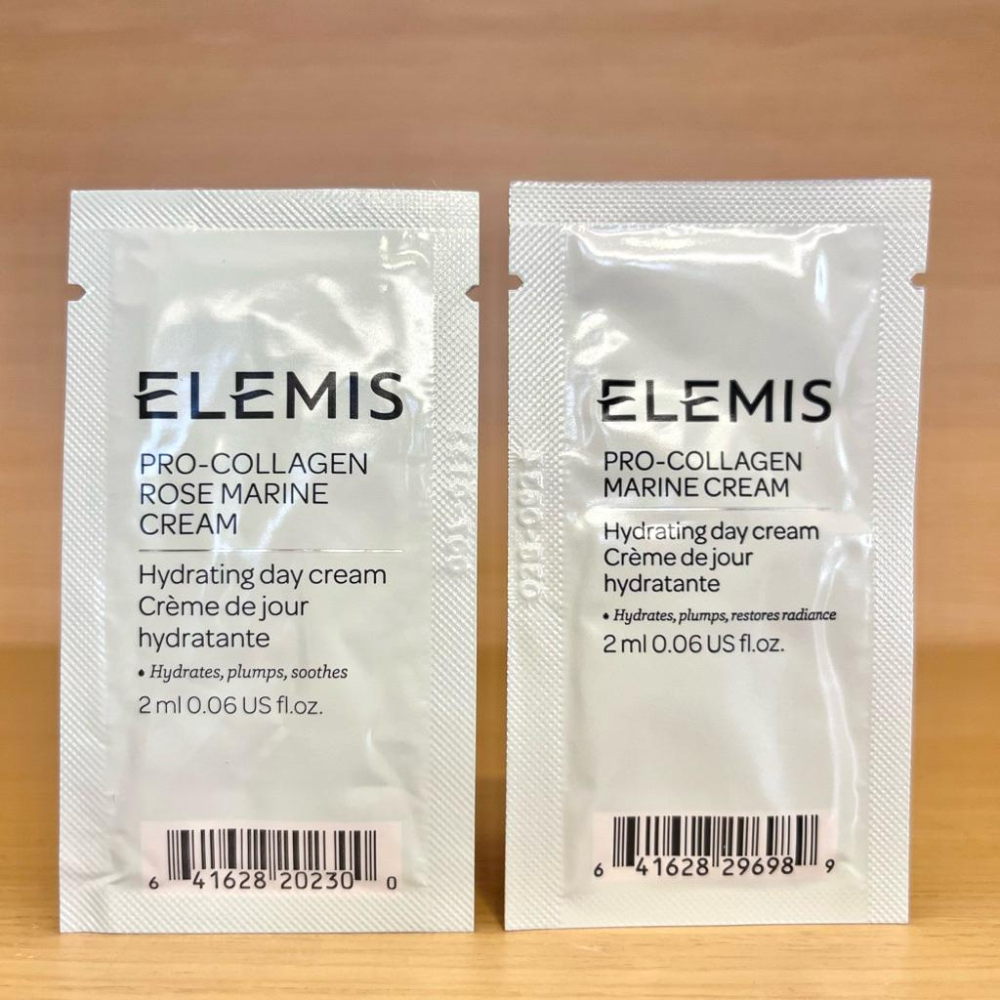 ELEMIS
PRO-COLLAGEN
ROSE MARINE
CREAM
Hydrating day cream
Crème de jour
hydratante
• Hydrates, plumps, soothes
2 ml 0.06 US fl.oz.
6 41628 20230 0
ELEMIS
PRO-COLLAGEN
MARINE CREAM
Hydrating day cream
Crème de jour
hydratante
• Hydrates, plumps, restores radiance
2 ml 0.06 US fl.oz.
6 41628 29698 9